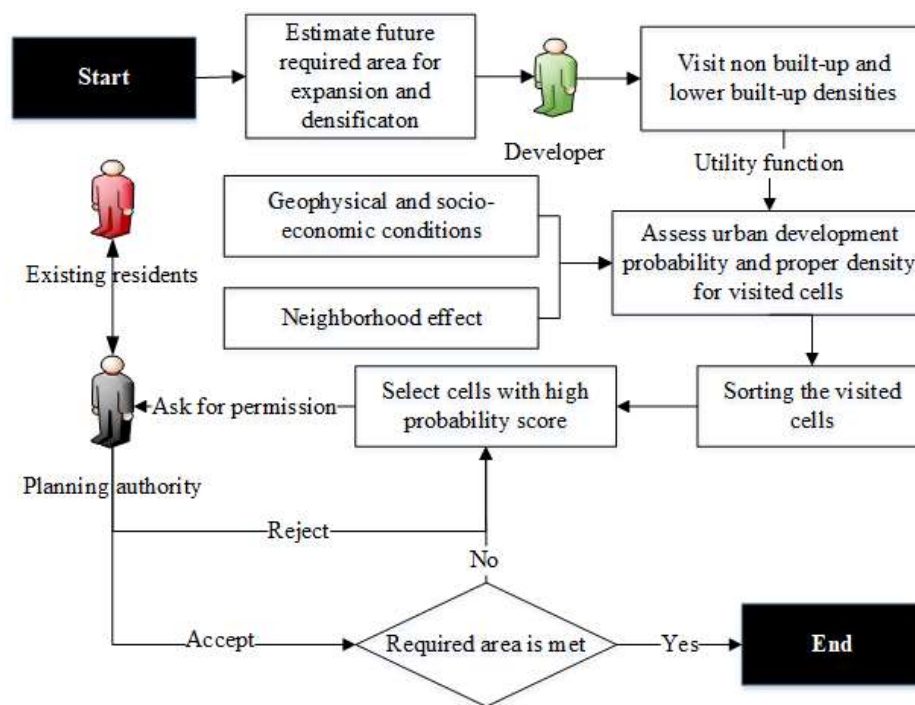 Start
Estimate future
required area for
expansion and
densificaton
Developer
Visit non built-up and
lower built-up densities
Utility function
Geophysical and socio-
economic conditions
Neighborhood effect
Assess urban development
probability and proper density
for visited cells
Existing residents
Sorting the visited
cells
Select cells with high
probability score
Ask for permission
Planning authority
Reject
No
Accept
Required area is met
Yes
End